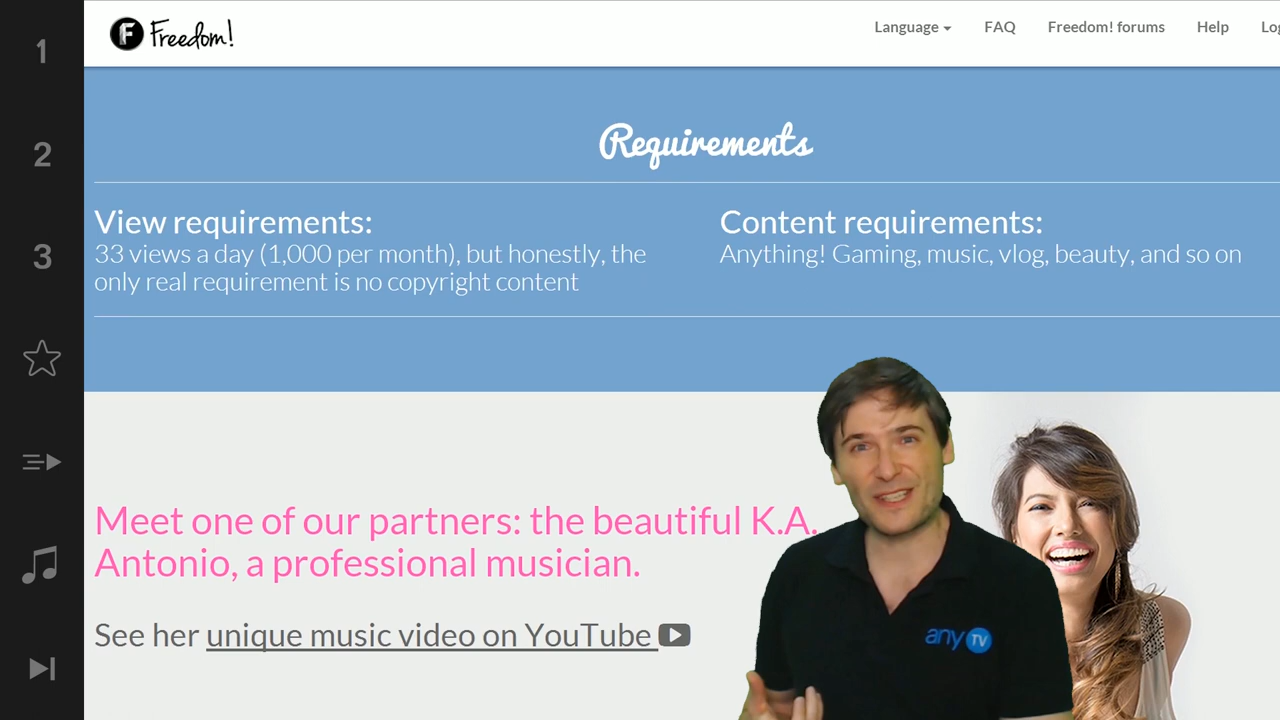 1
2
3
F Freedom!
Language
FAQ
Freedom! forums
Help
Requirements
View requirements:
33 views a day (1,000 per month), but honestly, the
only real requirement is no copyright content
Content requirements:
Anything! Gaming, music, vlog, beauty, and so on
Meet one of our partners: the beautiful K.A.
Antonio, a professional musician.
See her unique music video on YouTube
any TV